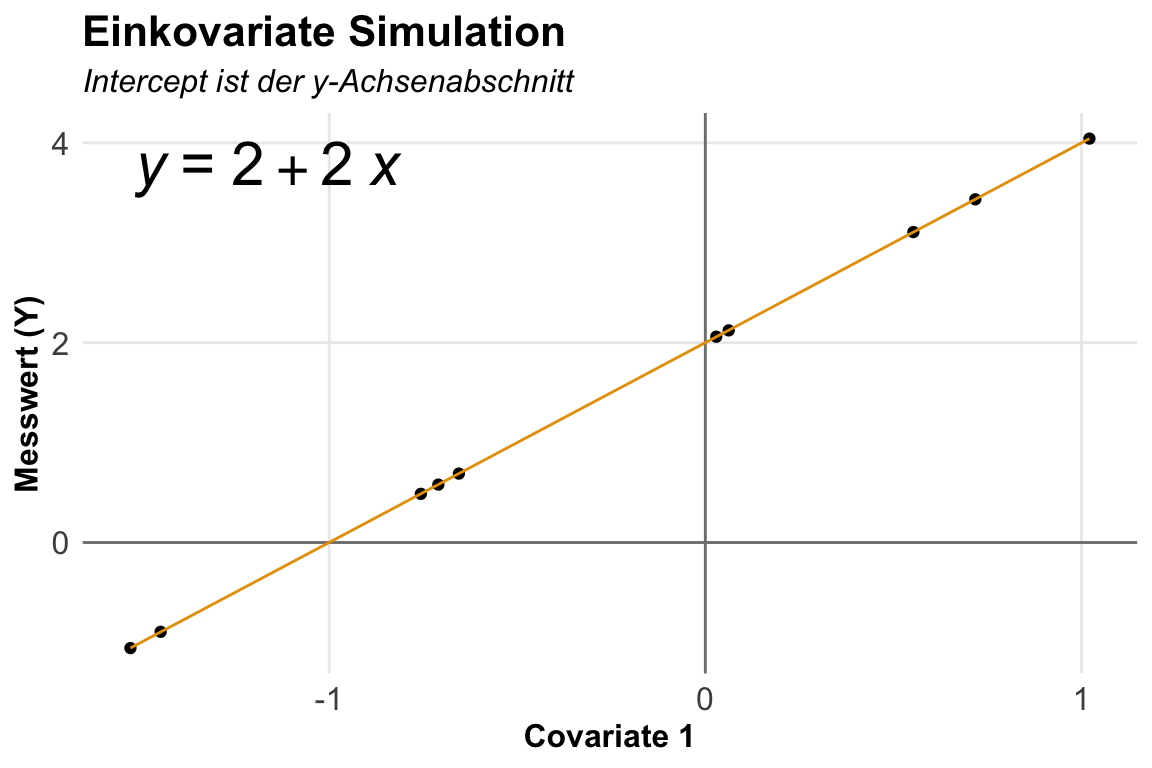 Einkovariate Simulation
Intercept ist der y-Achsenabschnitt
y = 2 + 2 x
4
2
0
Messwert (Y)
-1 0 1
Covariate 1